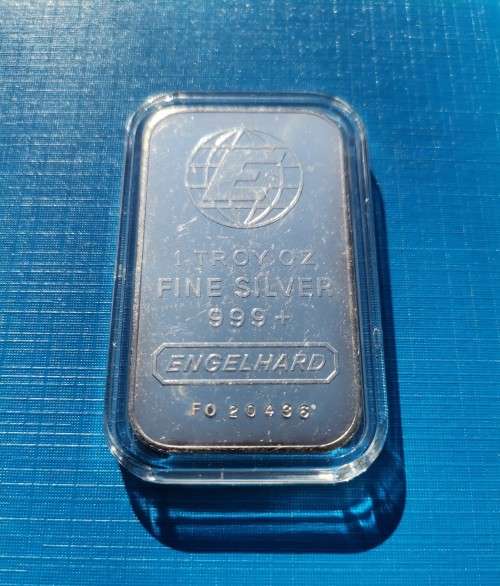 E
1 TROY OZ
FINE SILVER
999+
ENGELHARD
FO 20436